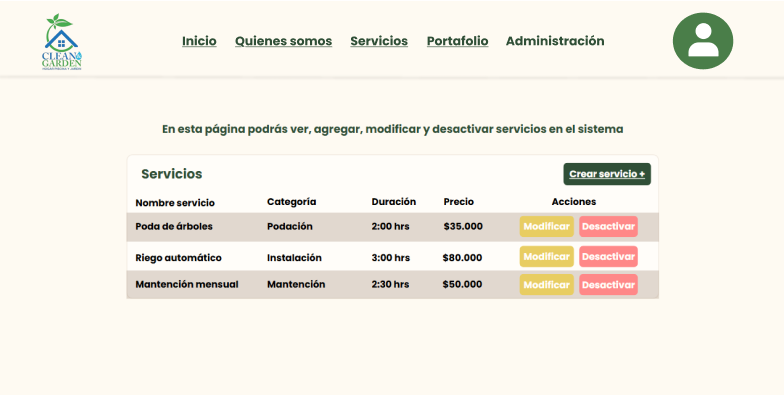 Inicio Quienes somos Servicios Portafolio Administración
CLEAN
GARDEN
En esta página podrás ver, agregar, modificar y desactivar servicios en el sistema
Servicios Crear servicio +
Nombre servicio Categoría Duración Precio Acciones
Poda de árboles Podación 2:00 hrs $35.000 Modificar Desactivar
Riego automático Instalación 3:00 hrs $80.000 Modificar Desactivar
Mantención mensual Mantención 2:30 hrs $50.000 Modificar Desactivar